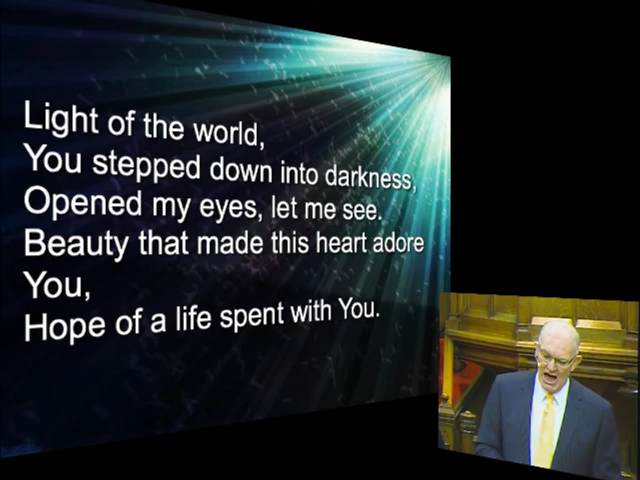 Light of the world,
You stepped down into darkness,
Opened my eyes, let me see.
Beauty that made this heart adore
You,
Hope of a life spent with You.